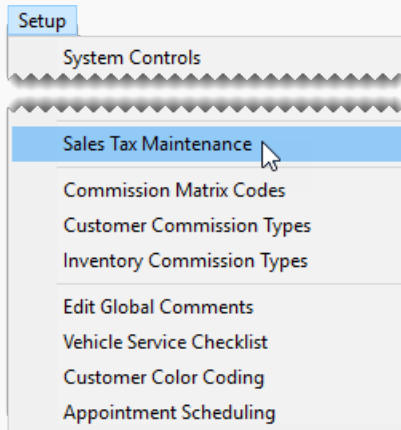 Setup
System Controls
Sales Tax Maintenance
Commission Matrix Codes
Customer Commission Types
Inventory Commission Types
Edit Global Comments
Vehicle Service Checklist
Customer Color Coding
Appointment Scheduling